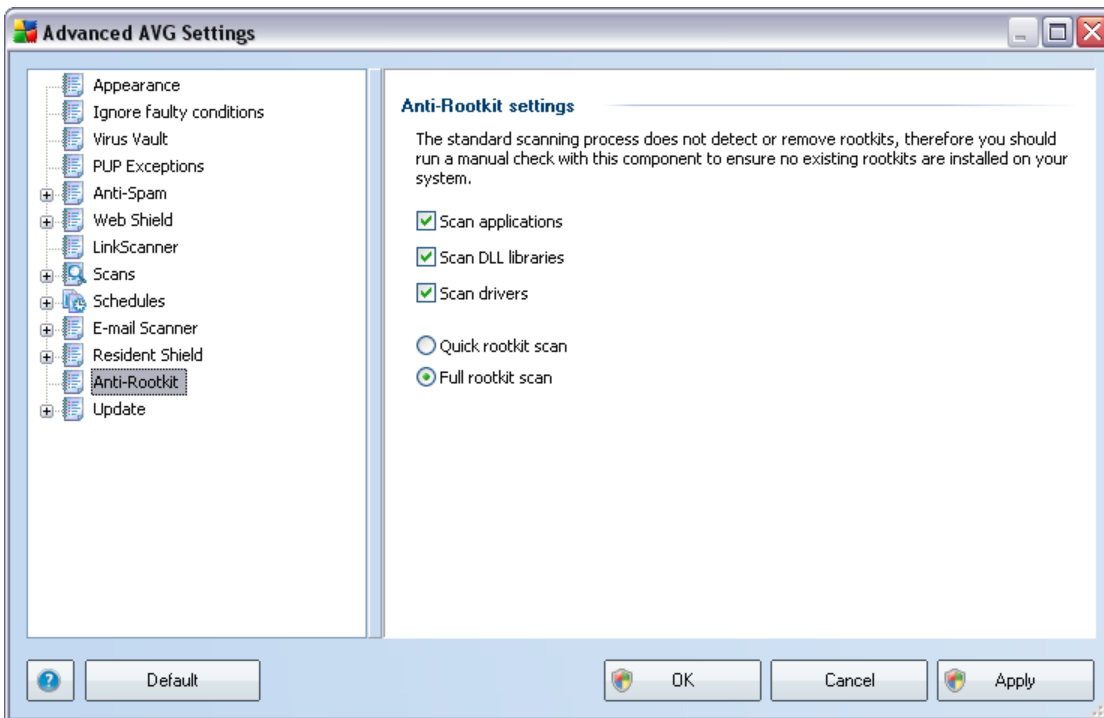 Advanced AVG Settings
Appearance
Ignore faulty conditions
Virus Vault
PUP Exceptions
Anti-Spam
Web Shield
LinkScanner
Scans
Schedules
E-mail Scanner
Resident Shield
Anti-Rootkit
Update
Anti-Rootkit settings
The standard scanning process does not detect or remove rootkits, therefore you should
run a manual check with this component to ensure no existing rootkits are installed on your
system.
Scan applications
Scan DLL libraries
Scan drivers
Quick rootkit scan
Full rootkit scan
?
Default
OK
Cancel
Apply